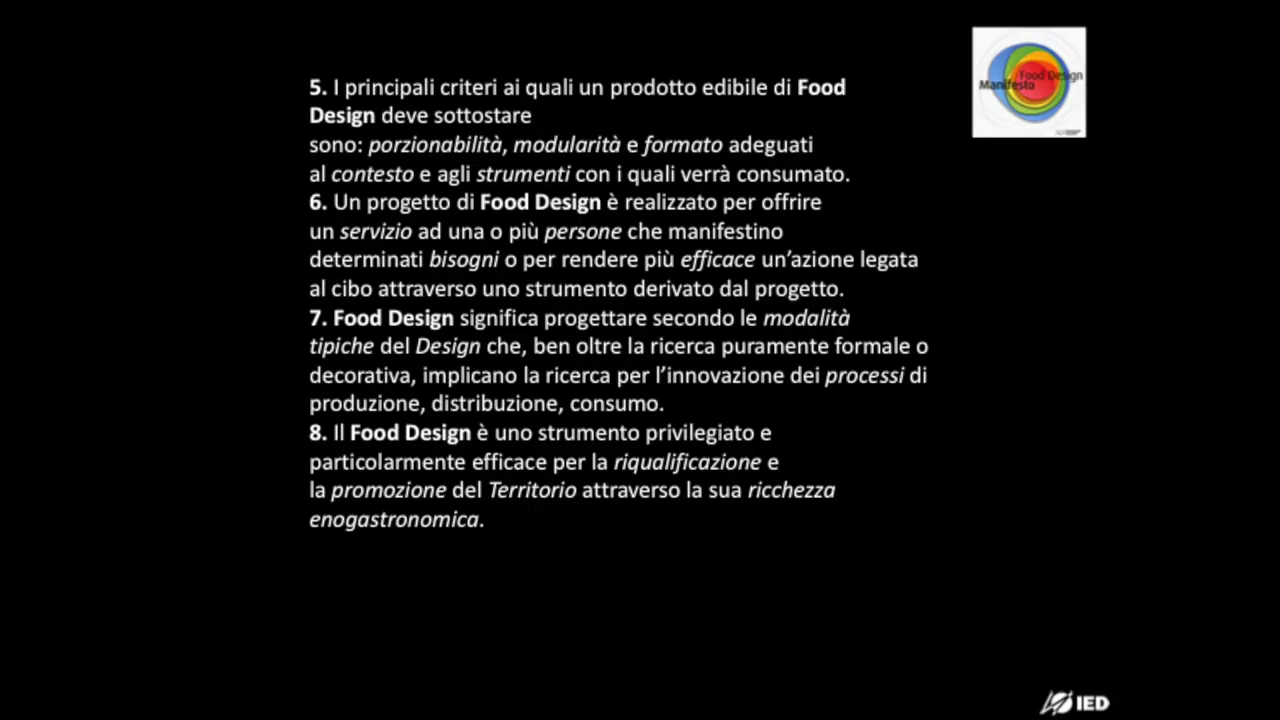 5. I principali criteri ai quali un prodotto edibile di Food
Design deve sottostare
sono: porzionabilità, modularità e formato adeguati
al contesto e agli strumenti con i quali verrà consumato.
6. Un progetto di Food Design è realizzato per offrire
un servizio ad una o più persone che manifestino
determinati bisogni o per rendere più efficace un’azione legata
al cibo attraverso uno strumento derivato dal progetto.
7. Food Design significa progettare secondo le modalità
tipiche del Design che, ben oltre la ricerca puramente formale o
decorativa, implicano la ricerca per l’innovazione dei processi di
produzione, distribuzione, consumo.
8. Il Food Design è uno strumento privilegiato e
particolarmente efficace per la riqualificazione e
la promozione del Territorio attraverso la sua ricchezza
enogastronomica.
Food Design
Manifesto
IED